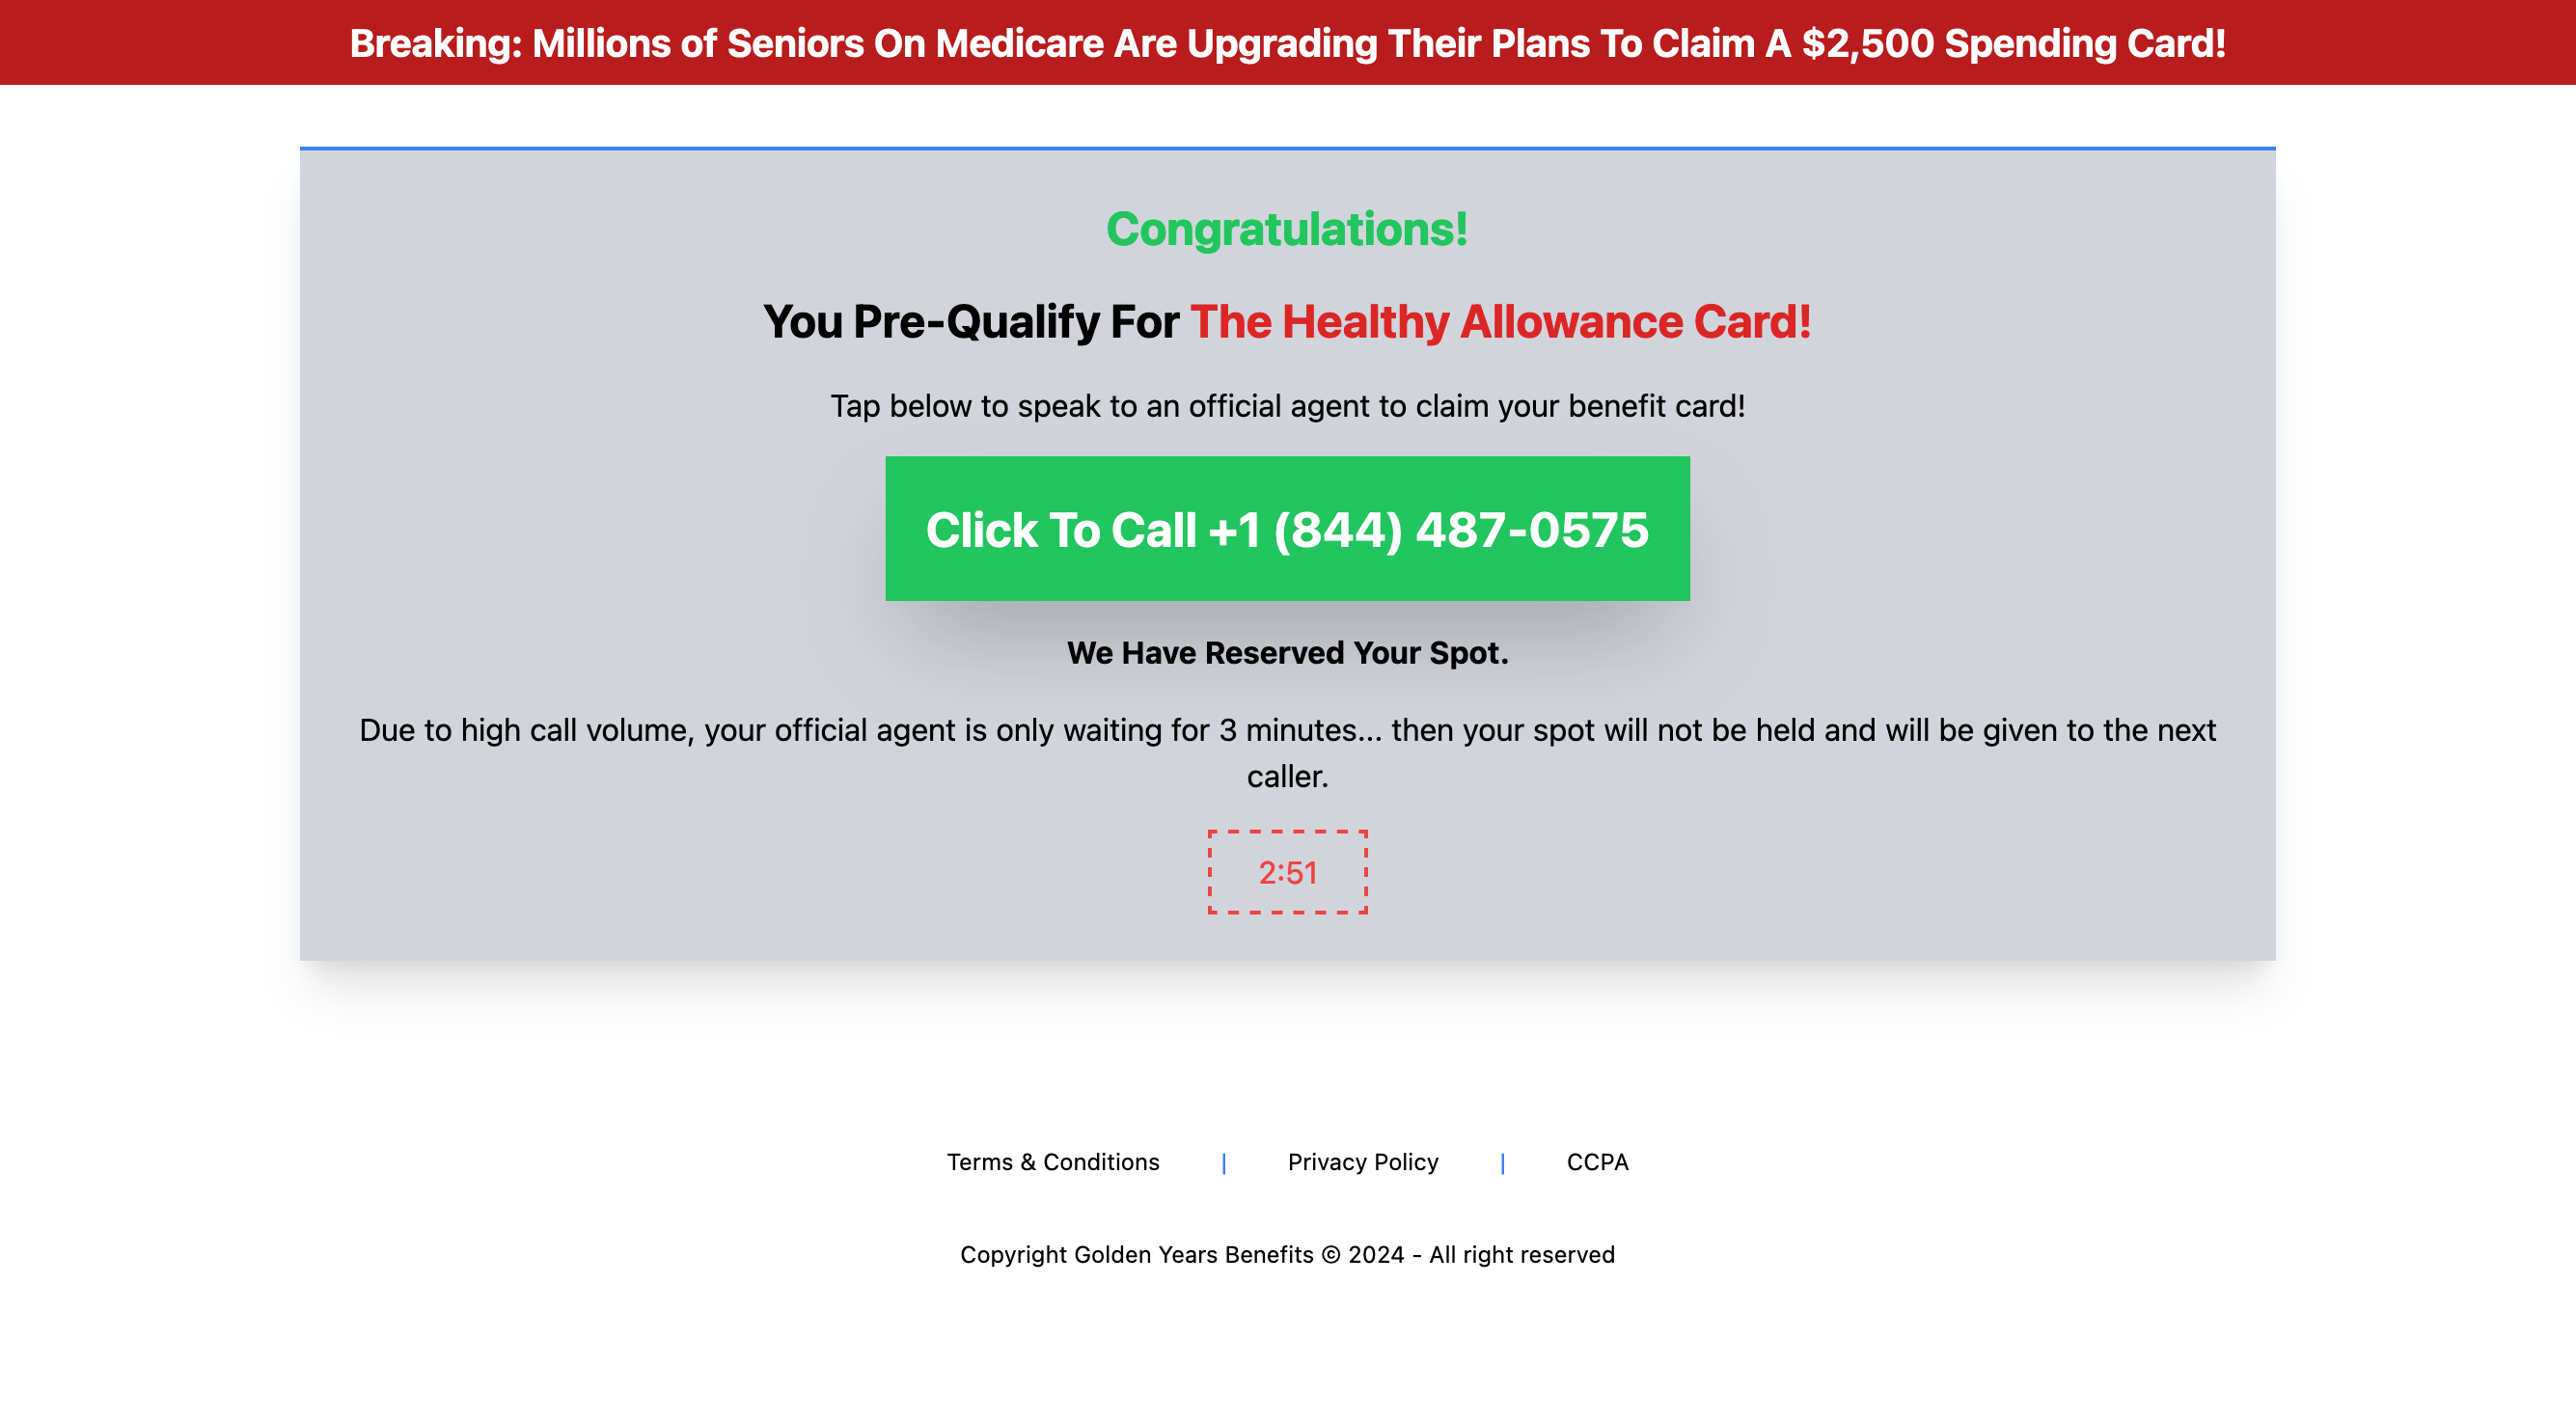 Breaking: Millions of Seniors On Medicare Are Upgrading Their Plans To Claim A $2,500 Spending Card!
Congratulations!
You Pre-Qualify For The Healthy Allowance Card!
Tap below to speak to an official agent to claim your benefit card!
Click To Call +1 (844) 487-0575
We Have Reserved Your Spot.
Due to high call volume, your official agent is only waiting for 3 minutes... then your spot will not be held and will be given to the next
caller.
2:51
Terms & Conditions | Privacy Policy | CCPA
Copyright Golden Years Benefits © 2024 - All right reserved